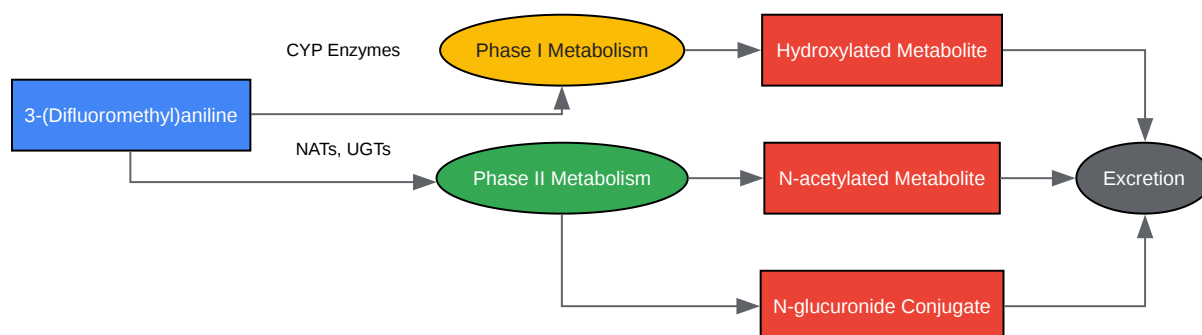 CYP Enzymes
Phase I Metabolism
Hydroxylated Metabolite
3-(Difluoromethyl)aniline
NATs, UGTs
Phase II Metabolism
N-acetylated Metabolite
Excretion
N-glucuronide Conjugate